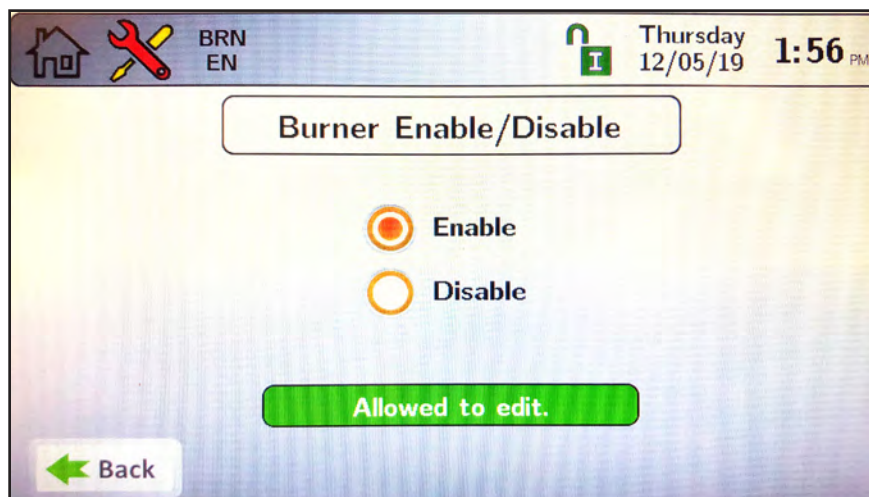 BRN
EN
I
Thursday
12/05/19
1:56 PM
Burner Enable/Disable
Enable
Disable
Allowed to edit.
Back